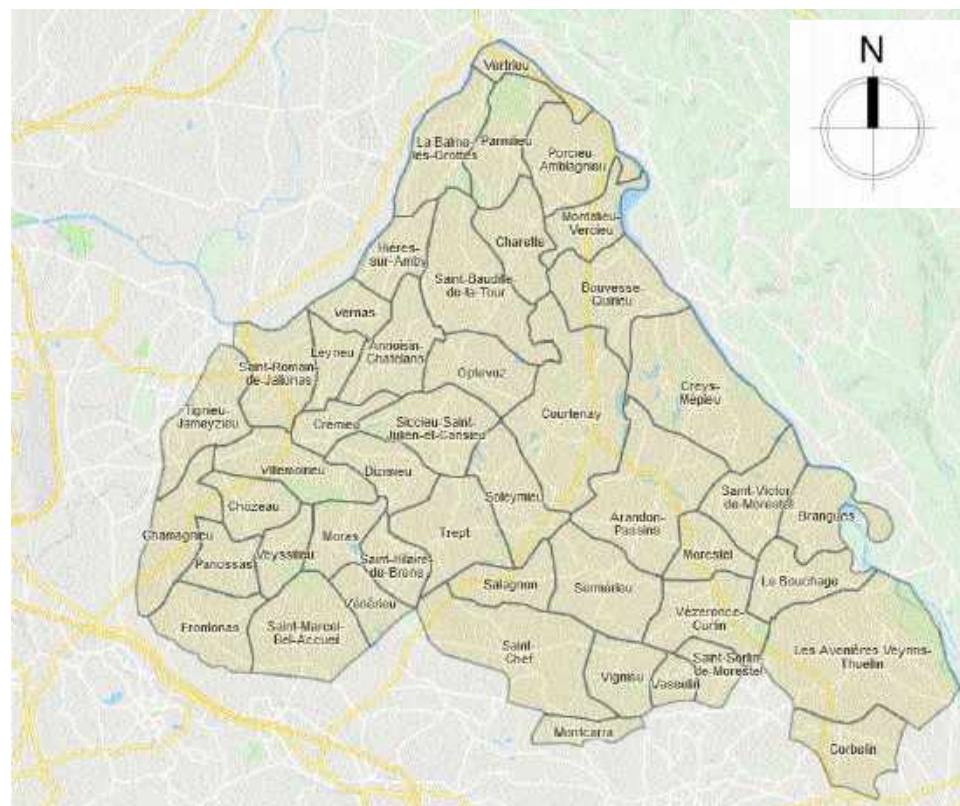 N
Vertrieu
La Balme-
les-Grottes
Parmilieu
Porcieu-
Amblagnieu
Montalieu-
Vercieu
Charette
Hières-
sur-Amby
Saint-Baudille-
de-la-Tour
Bouvesse-
Quirieu
Vernas
Leyrieu
Annoisin-
Chatelans
Optevoz
Saint-Romain-
de-Jalionas
Creys-
Mépieu
Tignieu-
Jameyzieu
Crémieu
Siccieu-Saint-
Julien-et-Carisieu
Courtenay
Villemoirieu
Dizimieu
Soleymieu
Saint-Victor-
de-Morestel
Brangues
Chozeau
Arandon-
Passins
Chamagnieu
Moras
Trept
Panossas
Veyssilieu
Saint-Hilaire-
de-Brens
Morestel
Le Bouchage
Salagnon
Sermérieu
Vénérieu
Vézeronce-
Curtin
Frontonas
Saint-Marcel-
Bel-Accueil
Saint-
Chef
Saint-Sorlin-
de-Morestel
Les Avenières Veyrins-
Thuellin
Vignieu
Vasselin
Montcarra
Corbelin